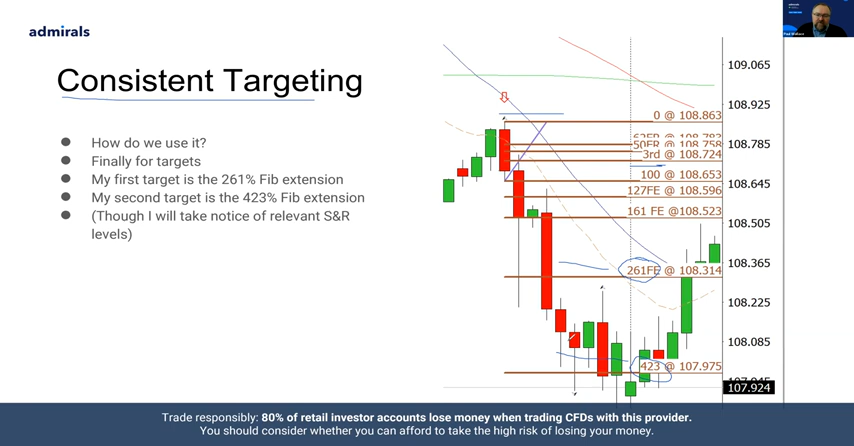 admirals
Consistent Targeting
How do we use it?
Finally for targets
My first target is the 261% Fib extension
My second target is the 423% Fib extension
(Though I will take notice of relevant S&R
levels)
0 @ 108.863
50FR @ 108.758
3rd @ 108.724
100 @ 108.653
127FE @ 108.596
161 FE @108.523
261FE @ 108.314
423 @ 107.975
109.065
108.925
108.785
108.645
108.505
108.365
108.225
108.085
107.924
admirals
Trade responsibly: 80% of retail investor accounts lose money when trading CFDs with this provider.
You should consider whether you can afford to take the high risk of losing your money.